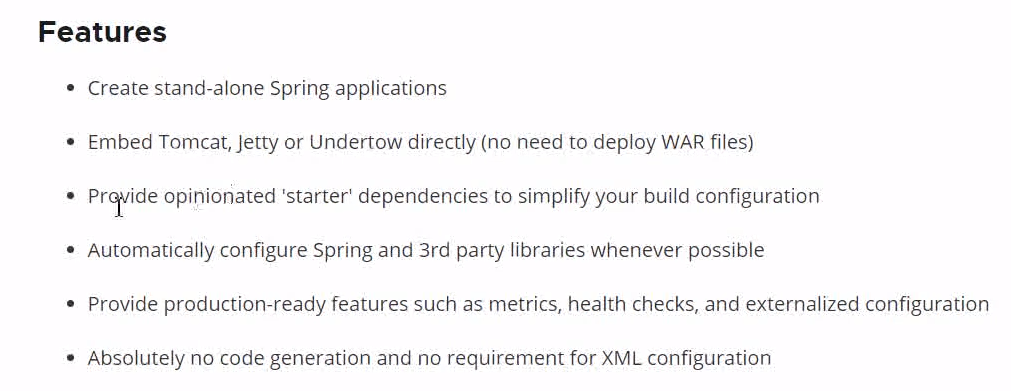 Features
Create stand-alone Spring applications
Embed Tomcat, Jetty or Undertow directly (no need to deploy WAR files)
Provide opinionated 'starter' dependencies to simplify your build configuration
Automatically configure Spring and 3rd party libraries whenever possible
Provide production-ready features such as metrics, health checks, and externalized configuration
Absolutely no code generation and no requirement for XML configuration